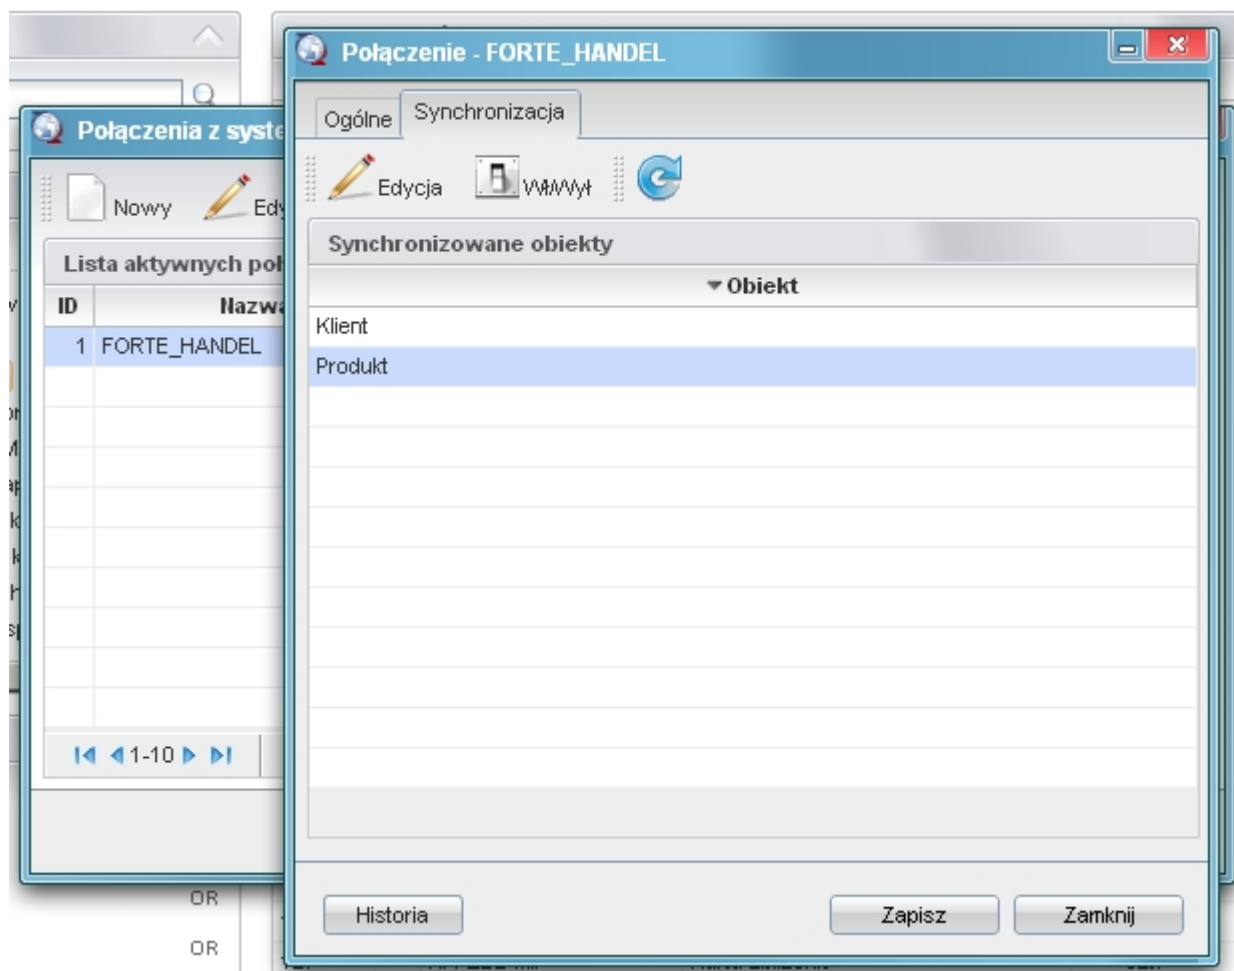 Połączenie - FORTE_HANDEL
Ogólne
Synchronizacja
Edycja
Wł/Wył
Synchronizowane obiekty
Obiekt
Klient
Produkt
Historia
Zapisz
Zamknij
Połączenia z syste
Nowy
Edy
Lista aktywnych poł
ID
Nazwa
1 FORTE_HANDEL
1-10
OR
OR